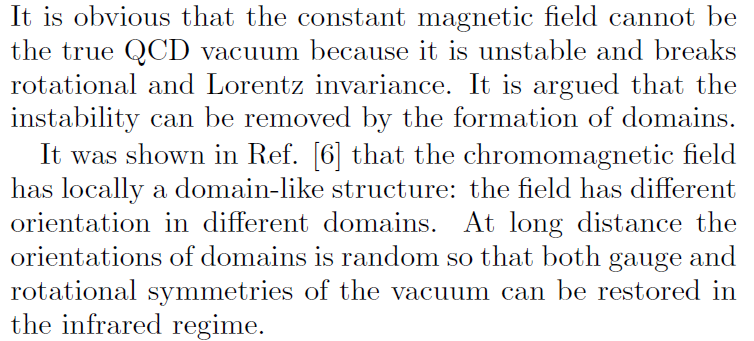 It is obvious that the constant magnetic field cannot be
the true QCD vacuum because it is unstable and breaks
rotational and Lorentz invariance. It is argued that the
instability can be removed by the formation of domains.
It was shown in Ref. [6] that the chromomagnetic field
has locally a domain-like structure: the field has different
orientation in different domains. At long distance the
orientations of domains is random so that both gauge and
rotational symmetries of the vacuum can be restored in
the infrared regime.